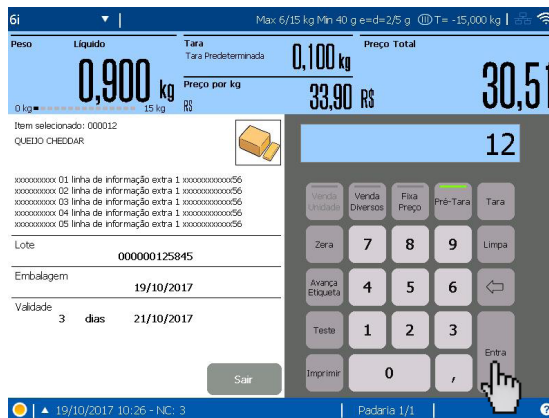 6i
Max 6/15 kg Min 40 g e=d=2/5 g III T= -15,000 kg
Peso Líquido
0,900 kg
0 kg 15 kg
Tara
Tara Predeterminada
0,100 kg
Preço por kg
R$
33,90 R$
Preço Total
30,51
Item selecionado: 000012
QUEIJO CHEDDAR
xxxxxxxxxx 01 linha de informação extra 1 xxxxxxxxxxxx56
xxxxxxxxxx 02 linha de informação extra 1 xxxxxxxxxxxx56
xxxxxxxxxx 03 linha de informação extra 1 xxxxxxxxxxxx56
xxxxxxxxxx 04 linha de informação extra 1 xxxxxxxxxxxx56
xxxxxxxxxx 05 linha de informação extra 1 xxxxxxxxxxxx56
Lote
000000125845
Embalagem
19/10/2017
Validade
3 dias 21/10/2017
Sair
12
Venda Unidade
Venda Diversos
Fixa Preço
Pré-Tara
Tara
Zera 7 8 9 Limpa
Avança Etiqueta
4 5 6
Teste 1 2 3
Entra
Imprimir 0 ,
19/10/2017 10:26 - NC: 3
Padaria 1/1
?